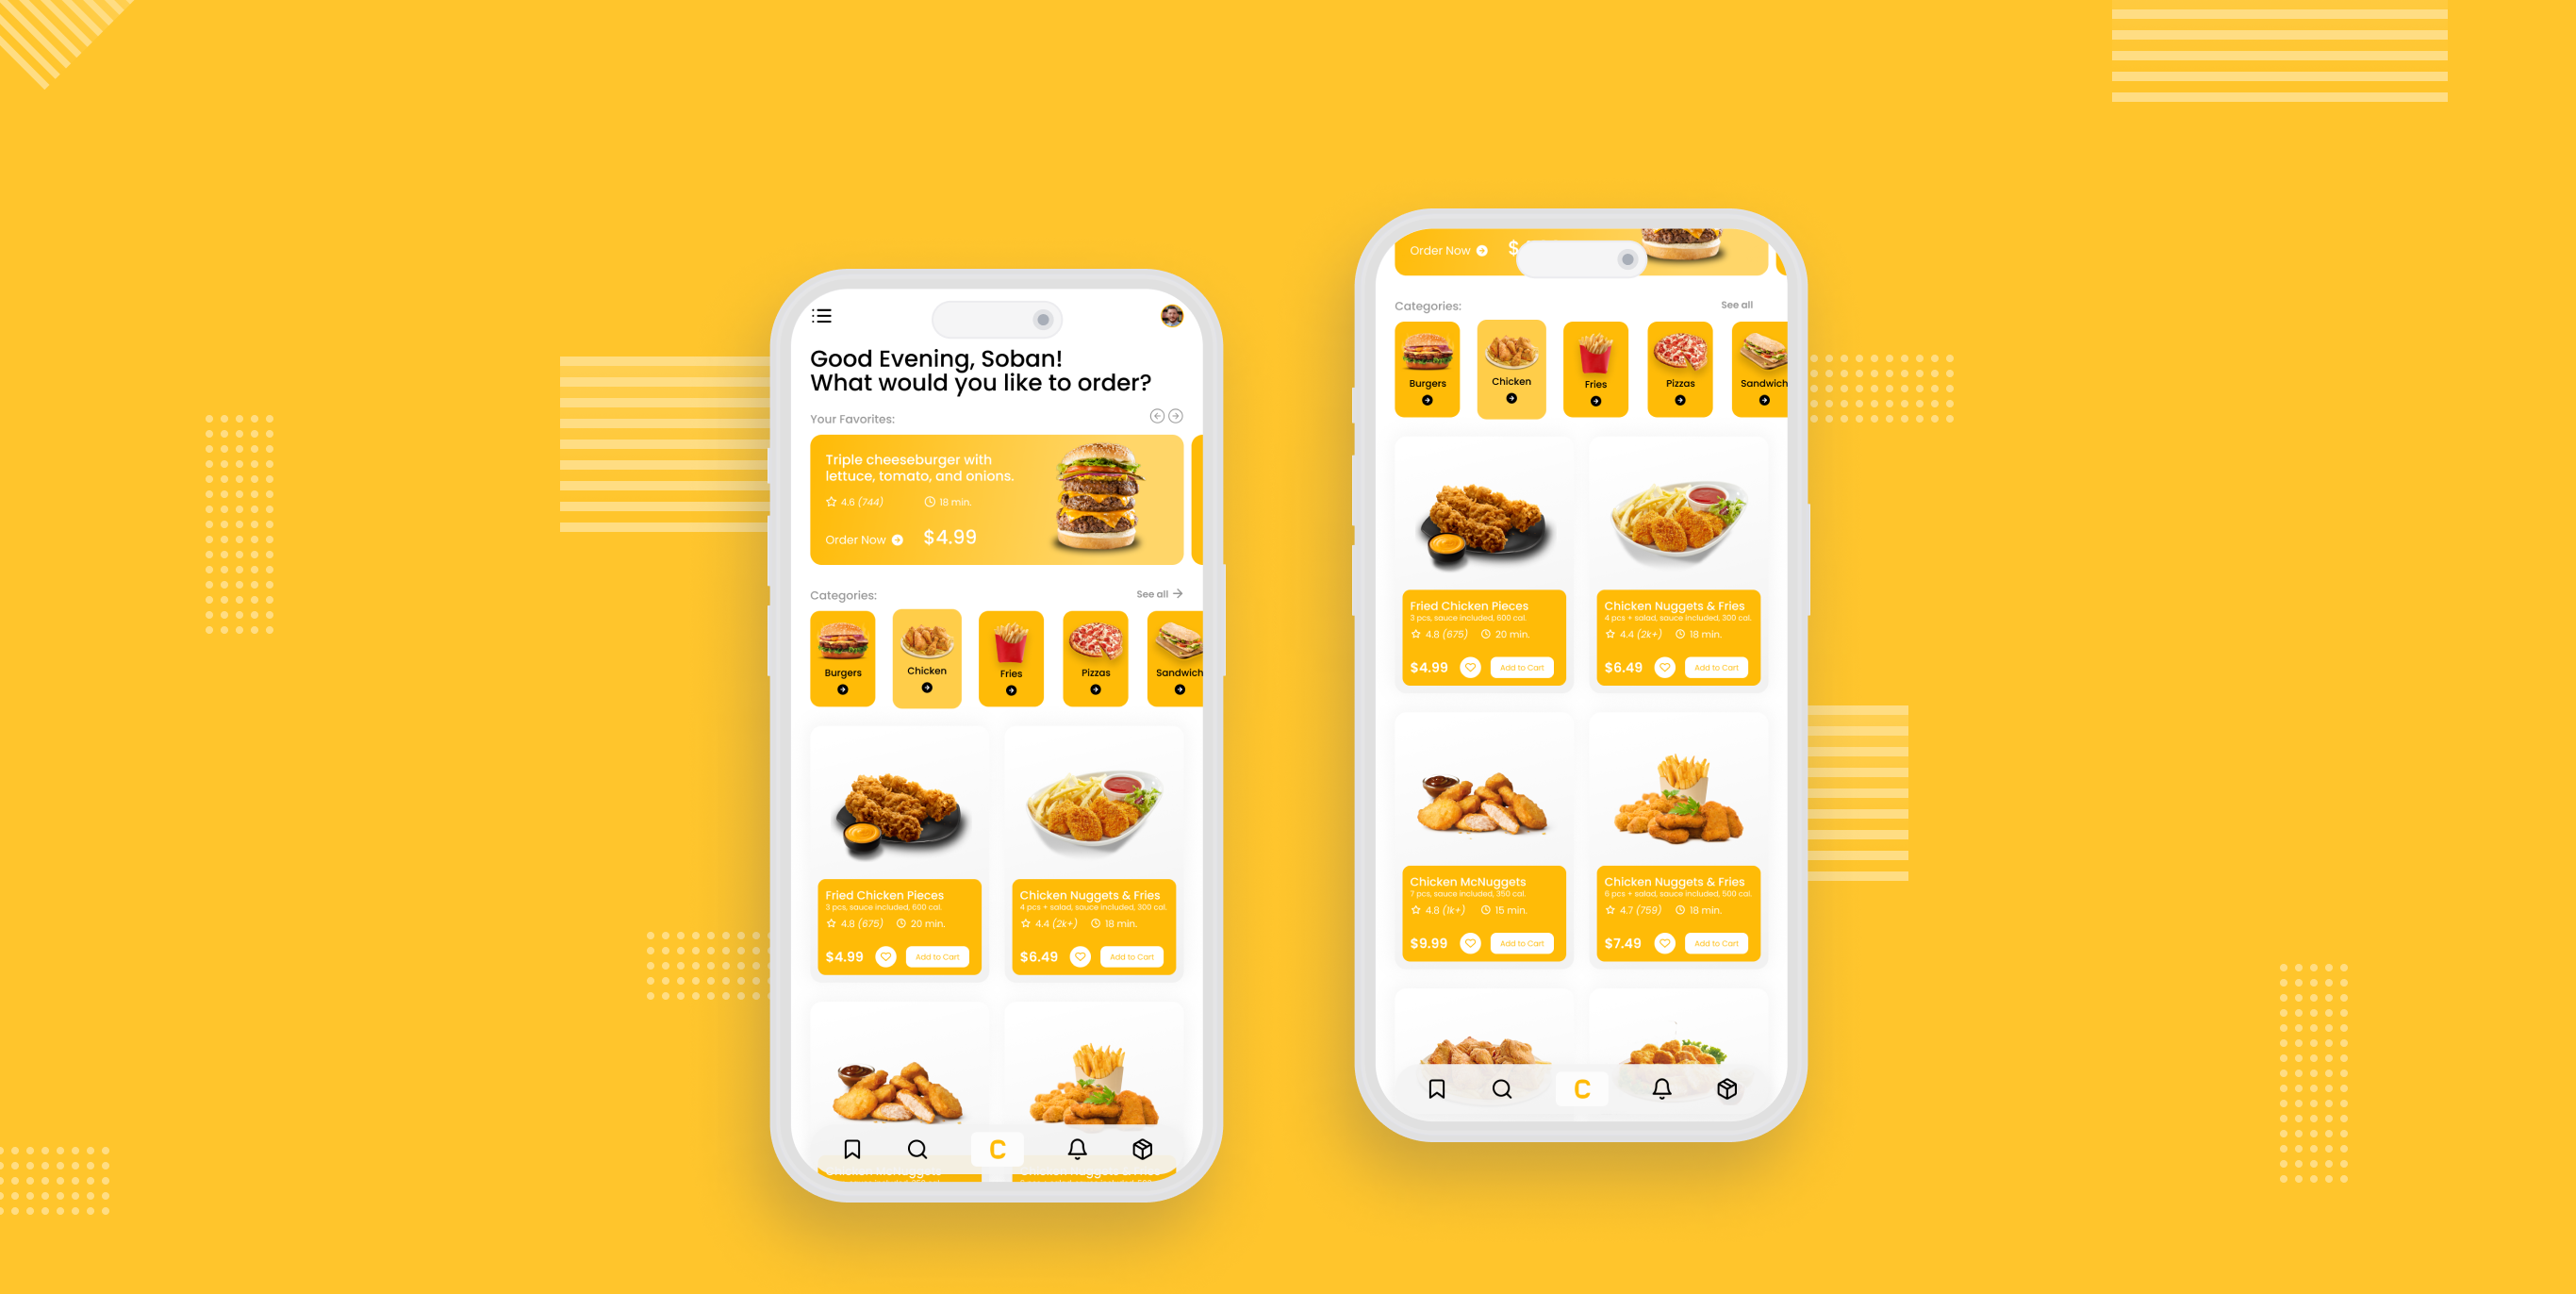 Good Evening, Soban!
What would you like to order?
Your Favorites:
Triple cheeseburger with
lettuce, tomato, and onions.
4.6 (744) 18 min.
Order Now $4.99
Categories: See all
Burgers Chicken Fries Pizzas Sandwich
Fried Chicken Pieces
3 pcs, sauce included, 600 cal.
4.8 (675) 20 min.
$4.99 Add to Cart
Chicken Nuggets & Fries
4 pcs + salad, sauce included, 300 cal.
4.4 (2k+) 18 min.
$6.49 Add to Cart
C
Order Now $
Categories: See all
Burgers Chicken Fries Pizzas Sandwich
Fried Chicken Pieces
3 pcs, sauce included, 600 cal.
4.8 (675) 20 min.
$4.99 Add to Cart
Chicken Nuggets & Fries
4 pcs + salad, sauce included, 300 cal.
4.4 (2k+) 18 min.
$6.49 Add to Cart
Chicken McNuggets
7 pcs, sauce included, 350 cal.
4.8 (1k+) 15 min.
$9.99 Add to Cart
Chicken Nuggets & Fries
6 pcs + salad, sauce included, 500 cal.
4.7 (759) 18 min.
$7.49 Add to Cart
C